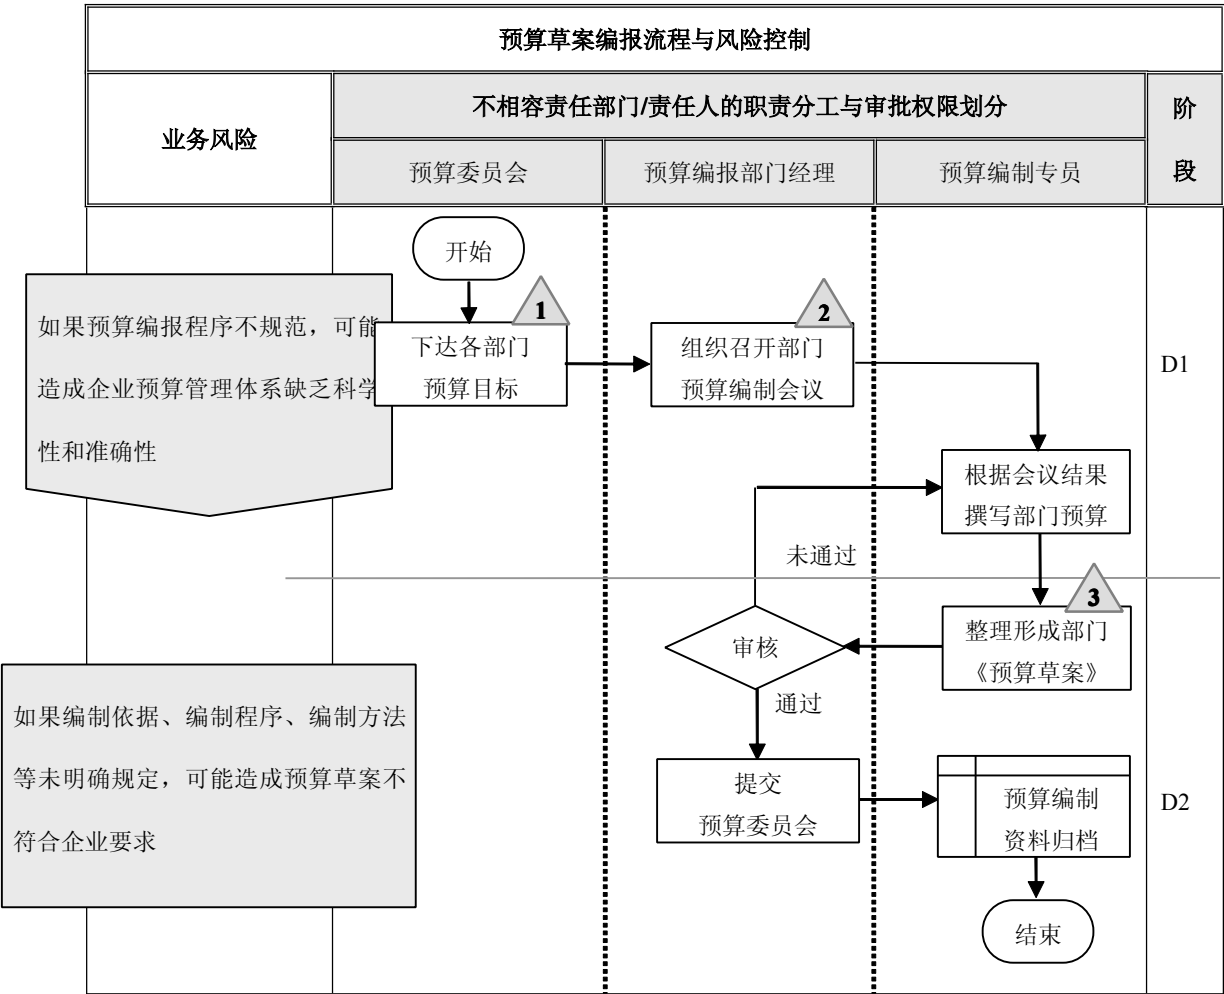 预算草案编报流程与风险控制
业务风险
不相容责任部门/责任人的职责分工与审批权限划分
阶
段
预算委员会
预算编报部门经理
预算编制专员
开始
如果预算编报程序不规范，可能
造成企业预算管理体系缺乏科学
性和准确性
1
下达各部门
预算目标
2
组织召开部门
预算编制会议
D1
根据会议结果
撰写部门预算
未通过
3
整理形成部门
《预算草案》
审核
通过
如果编制依据、编制程序、编制方法
等未明确规定，可能造成预算草案不
符合企业要求
提交
预算委员会
预算编制
资料归档
D2
结束